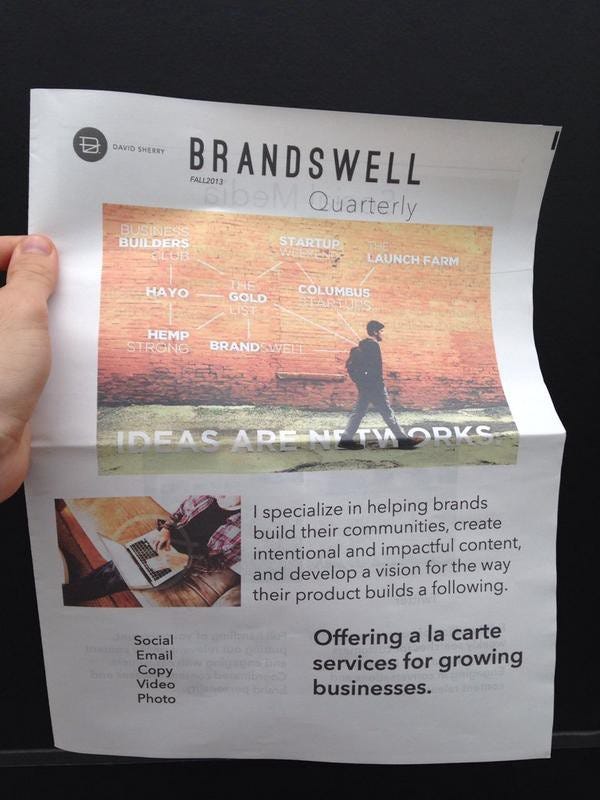 DAVID SHERRY
BRANDSWELL
FALL2013
Quarterly
BUSINESS
BUILDERS
CLUB
STARTUP
WEEKEND
THE
LAUNCH FARM
HAYO
THE
GOLD
LIST
COLUMBUS
STARTUPS
HEMP
STRONG
BRANDSWELL
IDEAS ARE NETWORKS.
I specialize in helping brands
build their communities, create
intentional and impactful content,
and develop a vision for the way
their product builds a following.
Social
Email
Copy
Video
Photo
Offering a la carte
services for growing
businesses.